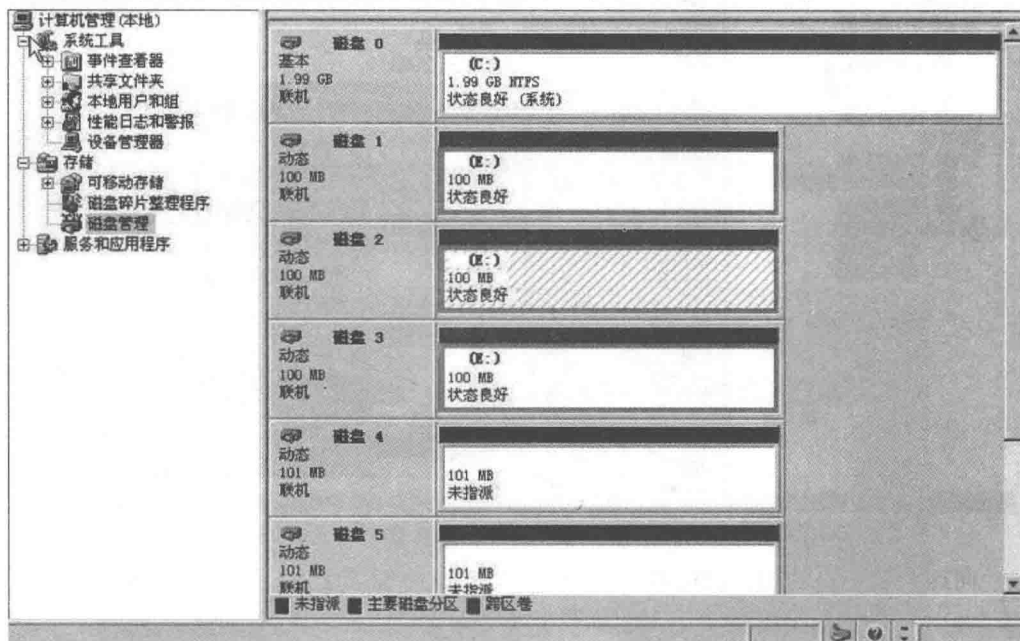 计算机管理(本地)
系统工具
事件查看器
共享文件夹
本地用户和组
性能日志和警报
设备管理器
存储
可移动存储
磁盘碎片整理程序
磁盘管理
服务和应用程序
磁盘 0
基本
1.99 GB
联机
(C:)
1.99 GB NTFS
状态良好 (系统)
磁盘 1
动态
100 MB
联机
(E:)
100 MB
状态良好
磁盘 2
动态
100 MB
联机
(E:)
100 MB
状态良好
磁盘 3
动态
100 MB
联机
(E:)
100 MB
状态良好
磁盘 4
动态
101 MB
联机
101 MB
未指派
磁盘 5
动态
101 MB
联机
101 MB
未指派
未指派 主要磁盘分区 跨区卷